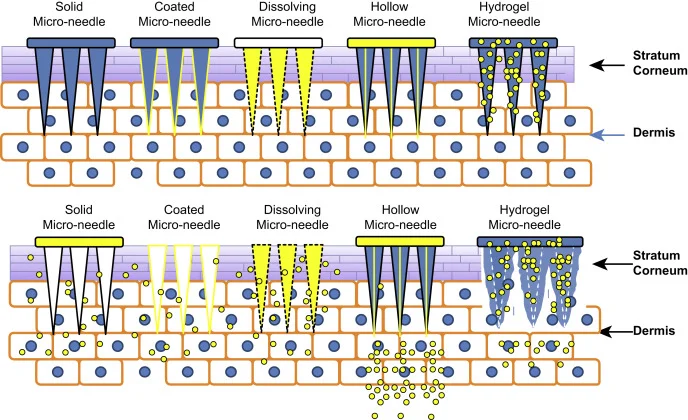 Solid
Micro-needle
Coated
Micro-needle
Dissolving
Micro-needle
Hollow
Micro-needle
Hydrogel
Micro-needle
Stratum
Corneum
Dermis
Solid
Micro-needle
Coated
Micro-needle
Dissolving
Micro-needle
Hollow
Micro-needle
Hydrogel
Micro-needle
Stratum
Corneum
Dermis